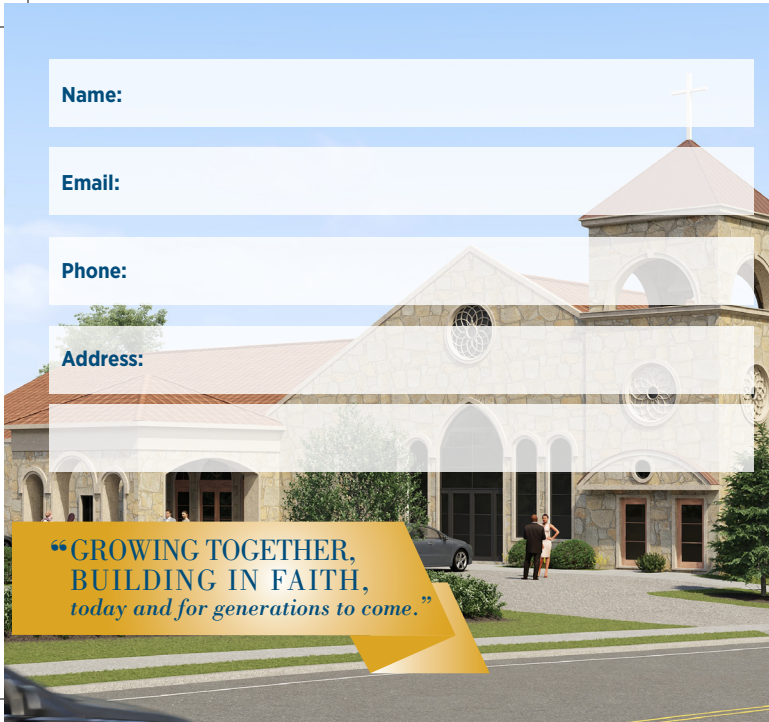 Name:
Email:
Phone:
Address:
“GROWING TOGETHER,
BUILDING IN FAITH,
today and for generations to come.”